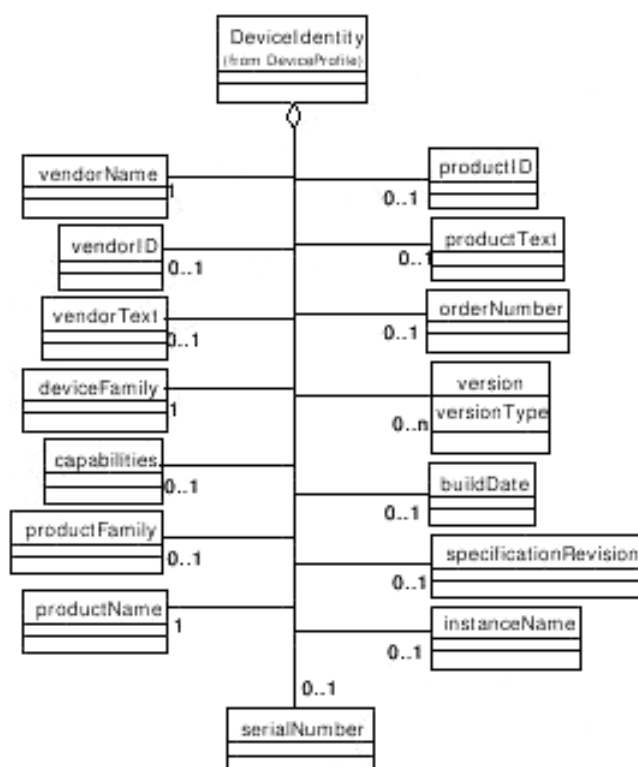 DeviceIdentity
(from DeviceProfile)
vendorName
1
productID
0..1
vendorID
0..1
productText
0..1
vendorText
0..1
orderNumber
0..1
deviceFamily
1
version
versionType
0..n
capabilities
0..1
buildDate
0..1
productFamily
0..1
specificationRevision
0..1
productName
1
instanceName
0..1
0..1
serialNumber